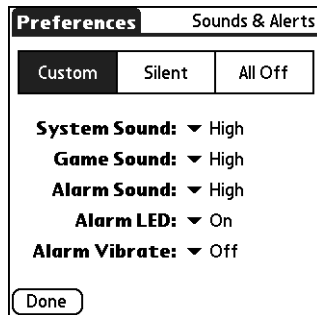 Preferences Sounds & Alerts
Custom Silent All Off
System Sound: High
Game Sound: High
Alarm Sound: High
Alarm LED: On
Alarm Vibrate: Off
Done